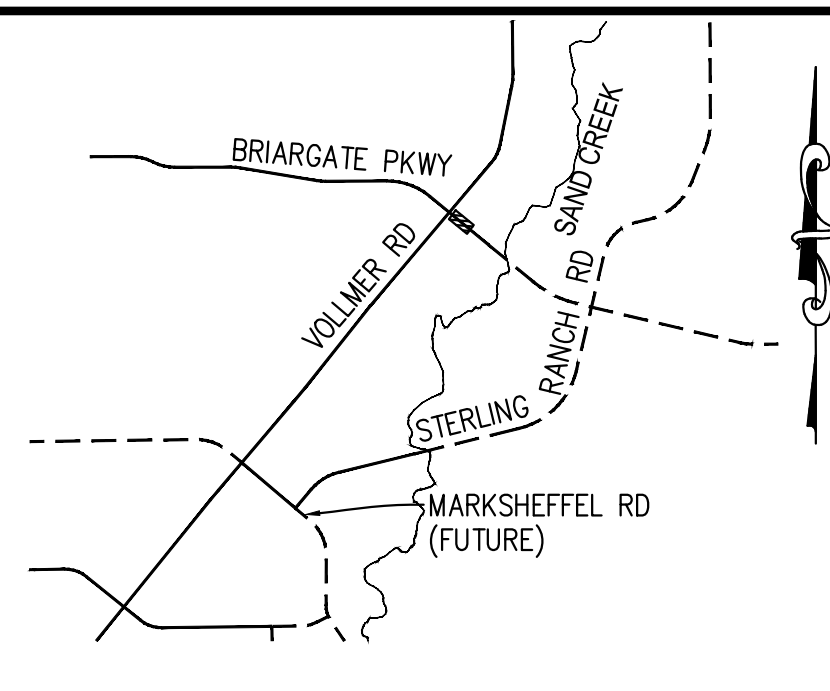 BRIARGATE PKWY
SAND CREEK
VOLLMER RD
STERLING RANCH RD
MARKSHEFFEL RD
(FUTURE)